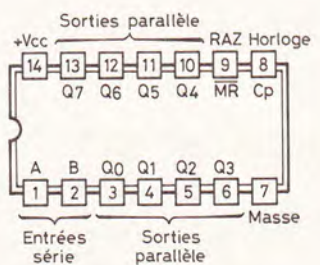 Sorties parallèle
+Vcc RAZ Horloge
14 13 12 11 10 9 8
Q7 Q6 Q5 Q4 MR Cp
A B Q0 Q1 Q2 Q3
1 2 3 4 5 6 7
Masse
Entrées série
Sorties parallèle